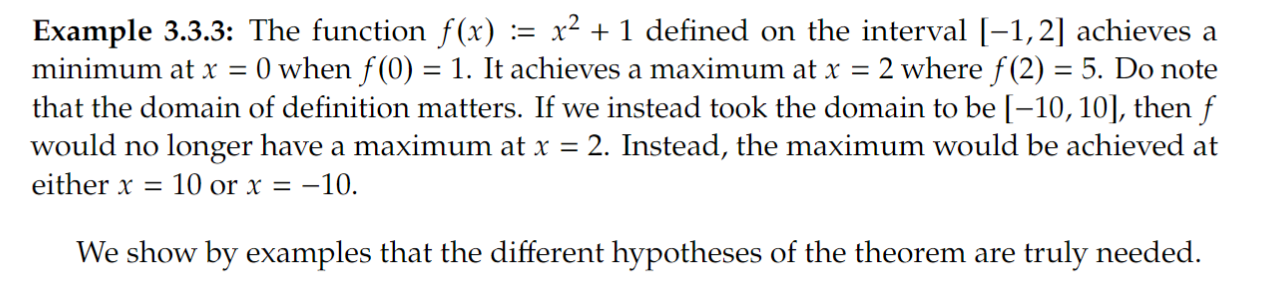 Example 3.3.3: The function f(x) := x² + 1 defined on the interval [−1, 2] achieves a
minimum at x = 0 when f(0) = 1. It achieves a maximum at x = 2 where f(2) = 5. Do note
that the domain of definition matters. If we instead took the domain to be [−10, 10], then f
would no longer have a maximum at x = 2. Instead, the maximum would be achieved at
either x = 10 or x = −10.
We show by examples that the different hypotheses of the theorem are truly needed.